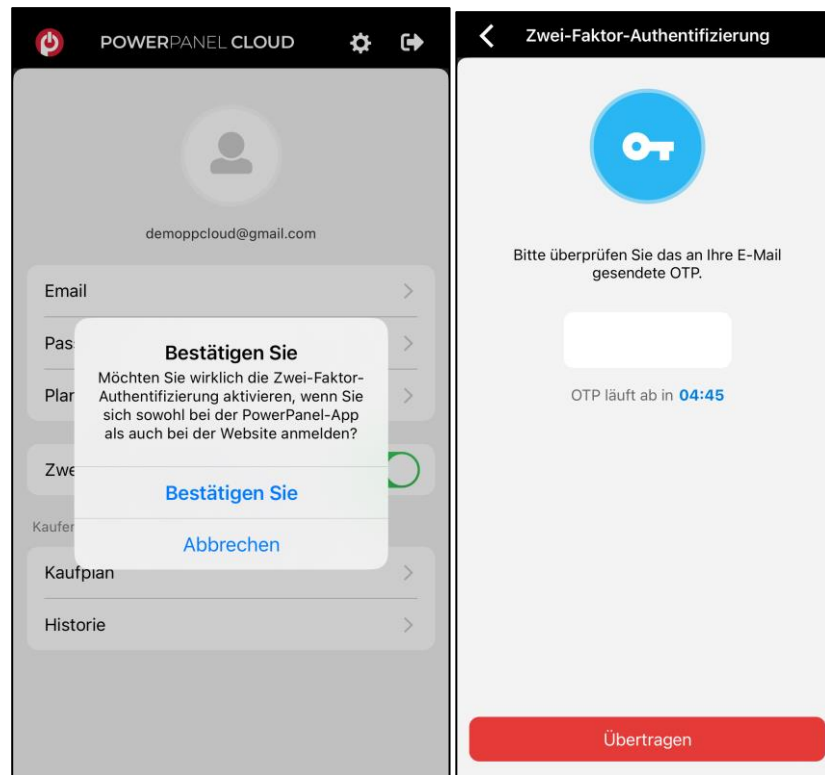 POWERPANEL CLOUD
demoppcloud@gmail.com
Email
Pas
Plan
Bestätigen Sie
Möchten Sie wirklich die Zwei-Faktor-
Authentifizierung aktivieren, wenn Sie
sich sowohl bei der PowerPanel-App
als auch bei der Website anmelden?
Zwe
Bestätigen Sie
Abbrechen
Kaufen
Kaufplan
Historie
Zwei-Faktor-Authentifizierung
Bitte überprüfen Sie das an Ihre E-Mail
gesendete OTP.
OTP läuft ab in 04:45
Übertragen